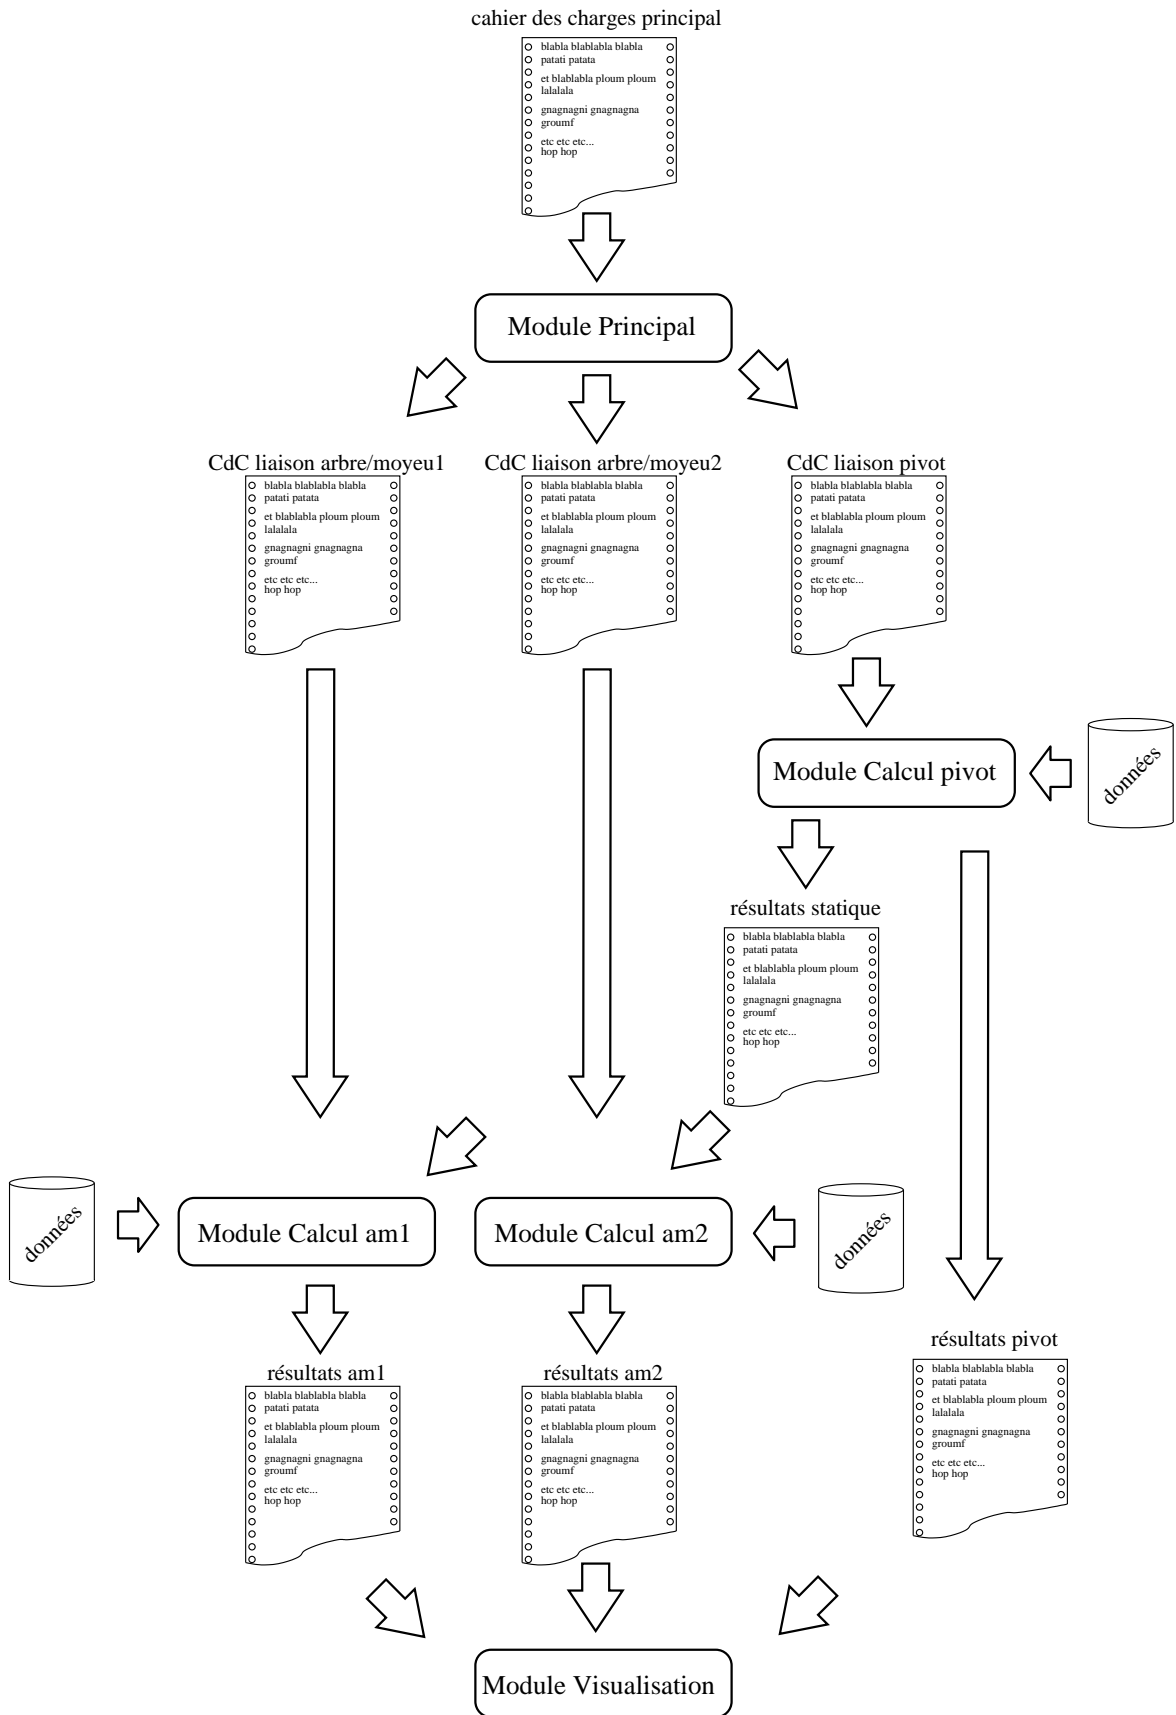 cahier des charges principal
blabla blablabla blabla
patati patata
et blablabla ploum ploum
lalalala
gnagnagni gnagnagna
groumf
etc etc etc...
hop hop
Module Principal
CdC liaison arbre/moyeu1
blabla blablabla blabla
patati patata
et blablabla ploum ploum
lalalala
gnagnagni gnagnagna
groumf
etc etc etc...
hop hop
CdC liaison arbre/moyeu2
blabla blablabla blabla
patati patata
et blablabla ploum ploum
lalalala
gnagnagni gnagnagna
groumf
etc etc etc...
hop hop
CdC liaison pivot
blabla blablabla blabla
patati patata
et blablabla ploum ploum
lalalala
gnagnagni gnagnagna
groumf
etc etc etc...
hop hop
Module Calcul pivot
données
résultats statique
blabla blablabla blabla
patati patata
et blablabla ploum ploum
lalalala
gnagnagni gnagnagna
groumf
etc etc etc...
hop hop
données
Module Calcul am1
Module Calcul am2
données
résultats am1
blabla blablabla blabla
patati patata
et blablabla ploum ploum
lalalala
gnagnagni gnagnagna
groumf
etc etc etc...
hop hop
résultats am2
blabla blablabla blabla
patati patata
et blablabla ploum ploum
lalalala
gnagnagni gnagnagna
groumf
etc etc etc...
hop hop
résultats pivot
blabla blablabla blabla
patati patata
et blablabla ploum ploum
lalalala
gnagnagni gnagnagna
groumf
etc etc etc...
hop hop
Module Visualisation